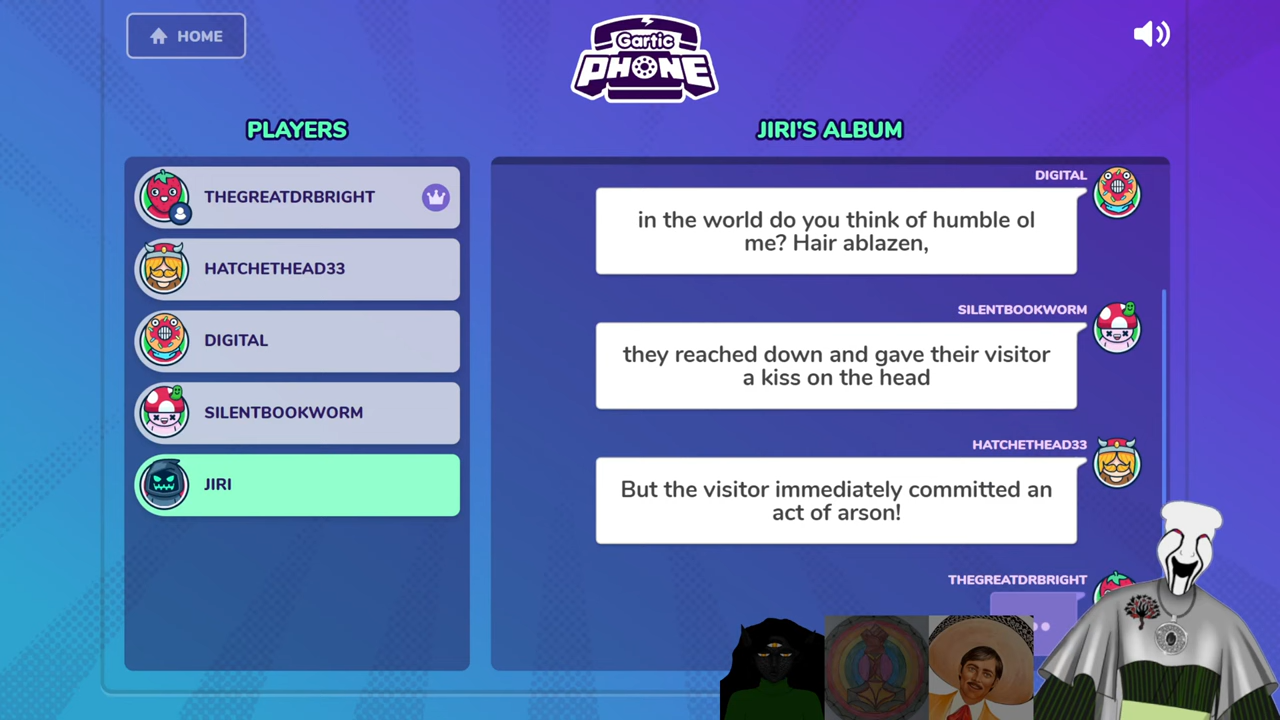 HOME
Gartic
PHONE
PLAYERS
THEGREATDRBRIGHT
HATCHETHEAD33
DIGITAL
SILENTBOOKWORM
JIRI
JIRI'S ALBUM
DIGITAL
in the world do you think of humble ol
me? Hair ablazen,
SILENTBOOKWORM
they reached down and gave their visitor
a kiss on the head
HATCHETHEAD33
But the visitor immediately committed an
act of arson!
THEGREATDRBRIGHT